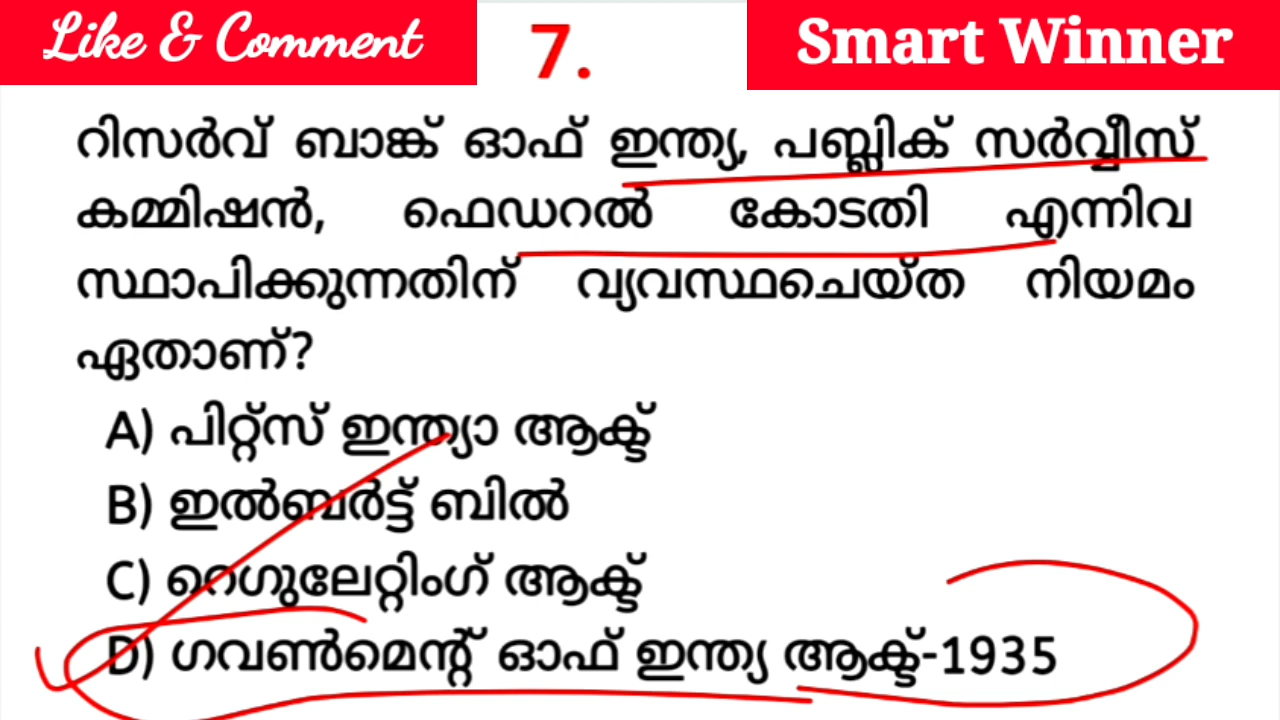 Like & Comment
7.
Smart Winner
റിസർവ് ബാങ്ക് ഓഫ് ഇന്ത്യ, പബ്ലിക് സർവ്വീസ്
കമ്മിഷൻ, ഫെഡറൽ കോടതി എന്നിവ
സ്ഥാപിക്കുന്നതിന് വ്യവസ്ഥചെയ്ത നിയമം
ഏതാണ്?
A) പിറ്റ്സ് ഇന്ത്യാ ആക്ട്
B) ഇൽബർട്ട് ബിൽ
C) റെഗുലേറ്റിംഗ് ആക്ട്
D) ഗവൺമെന്റ് ഓഫ് ഇന്ത്യ ആക്ട്-1935